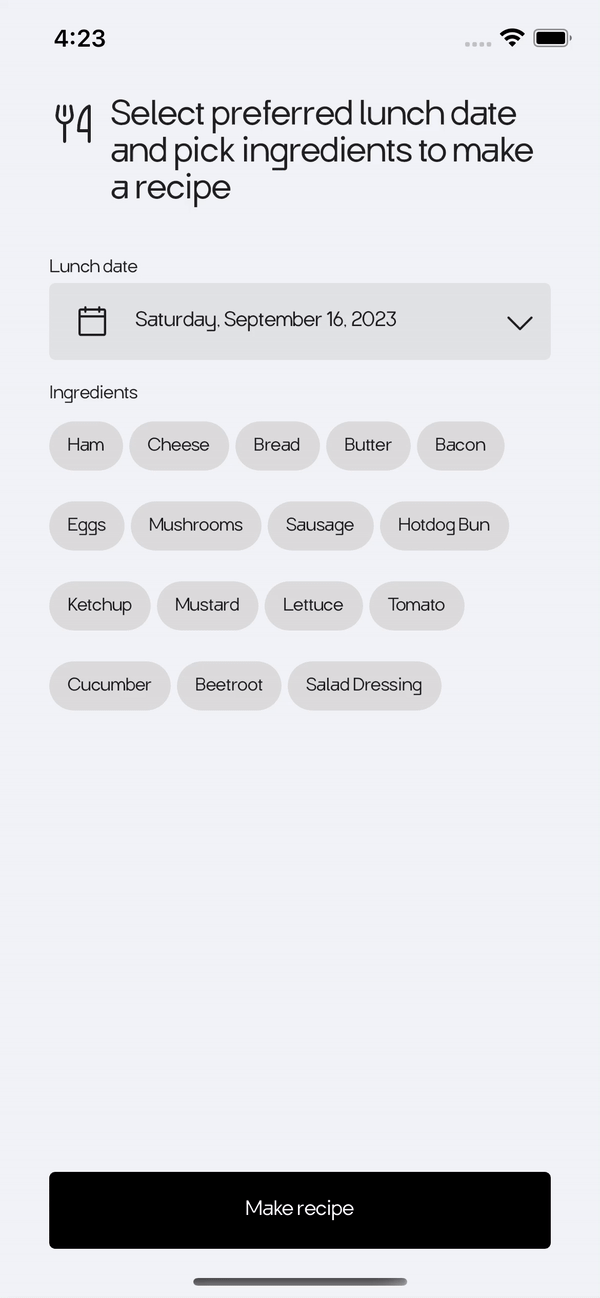 4:23
Select preferred lunch date
and pick ingredients to make
a recipe
Lunch date
Saturday, September 16, 2023
Ingredients
Ham Cheese Bread Butter Bacon
Eggs Mushrooms Sausage Hotdog Bun
Ketchup Mustard Lettuce Tomato
Cucumber Beetroot Salad Dressing
Make recipe